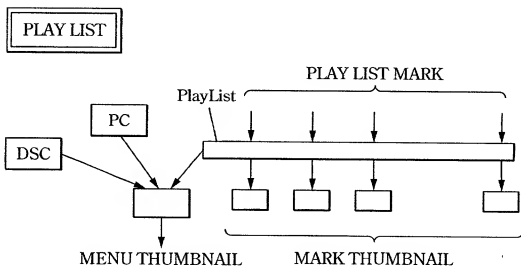 PLAY LIST
PLAY LIST MARK
PlayList
PC
DSC
MENU THUMBNAIL
MARK THUMBNAIL